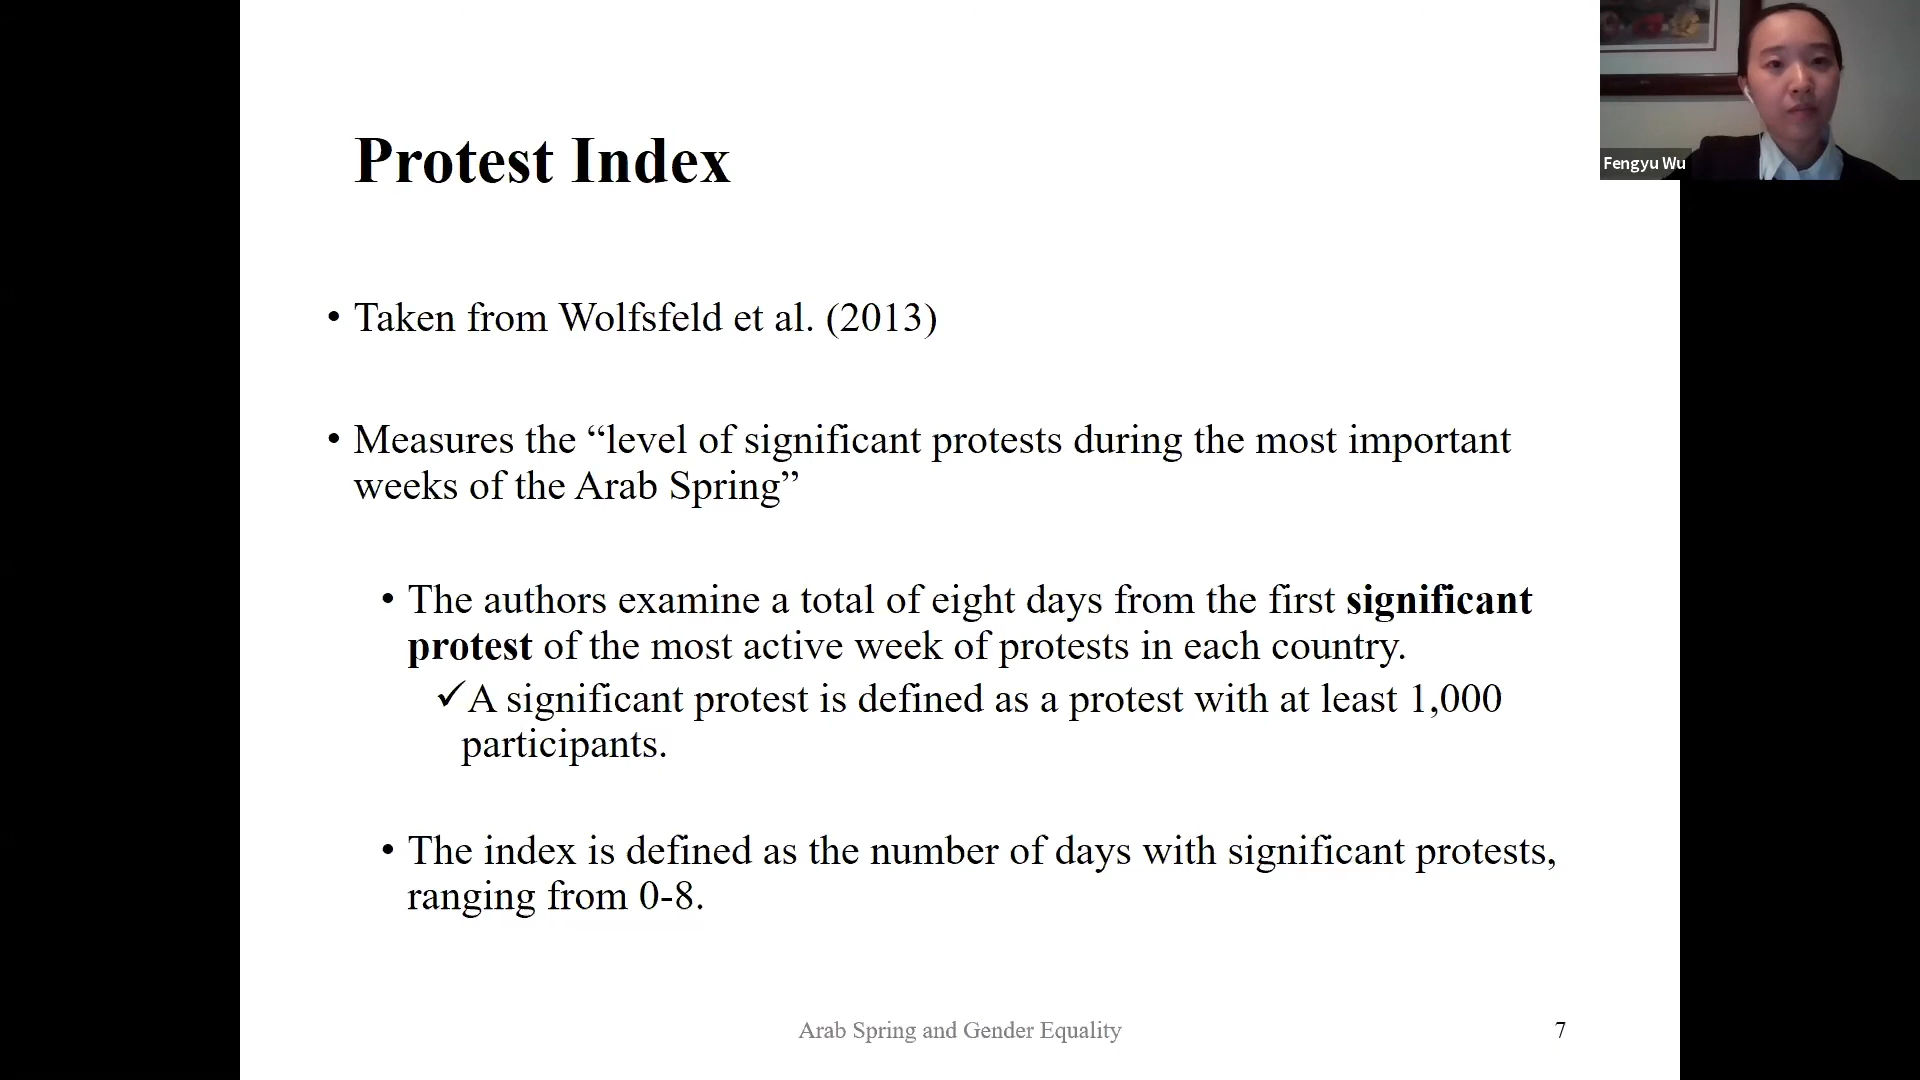 Protest Index
Fengyu Wu
• Taken from Wolfsfeld et al. (2013)
• Measures the “level of significant protests during the most important
weeks of the Arab Spring”
• The authors examine a total of eight days from the first significant
protest of the most active week of protests in each country.
✓A significant protest is defined as a protest with at least 1,000
participants.
• The index is defined as the number of days with significant protests,
ranging from 0-8.
Arab Spring and Gender Equality
7